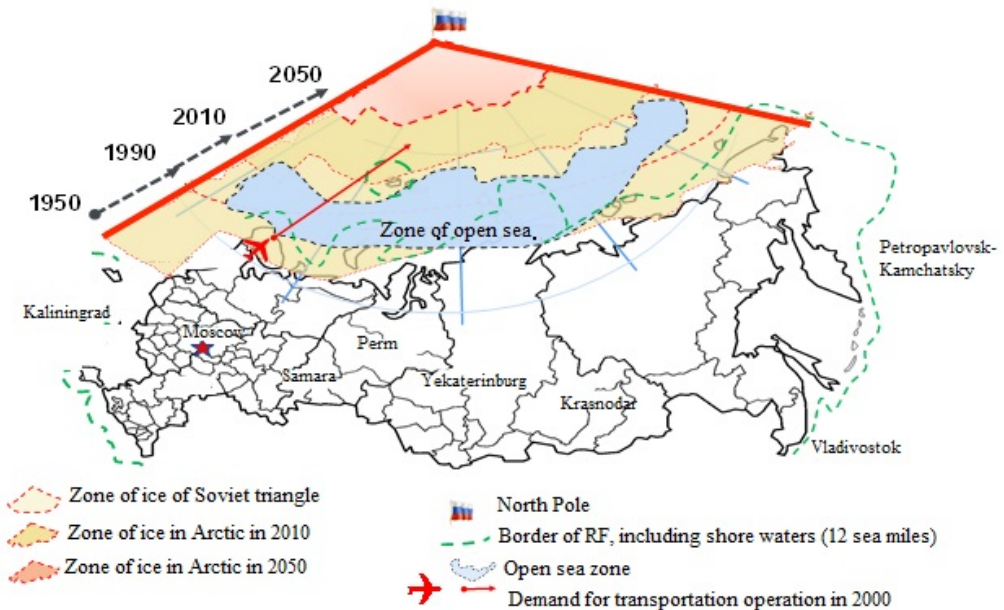 2050
2010
1990
1950
Zone of open sea.
Petropavlovsk-
Kamchatsky
Kaliningrad
Moscow
Perm
Samara
Yekaterinburg
Krasnodar
Vladivostok
Zone of ice of Soviet triangle
Zone of ice in Arctic in 2010
Zone of ice in Arctic in 2050
North Pole
Border of RF, including shore waters (12 sea miles)
Open sea zone
Demand for transportation operation in 2000